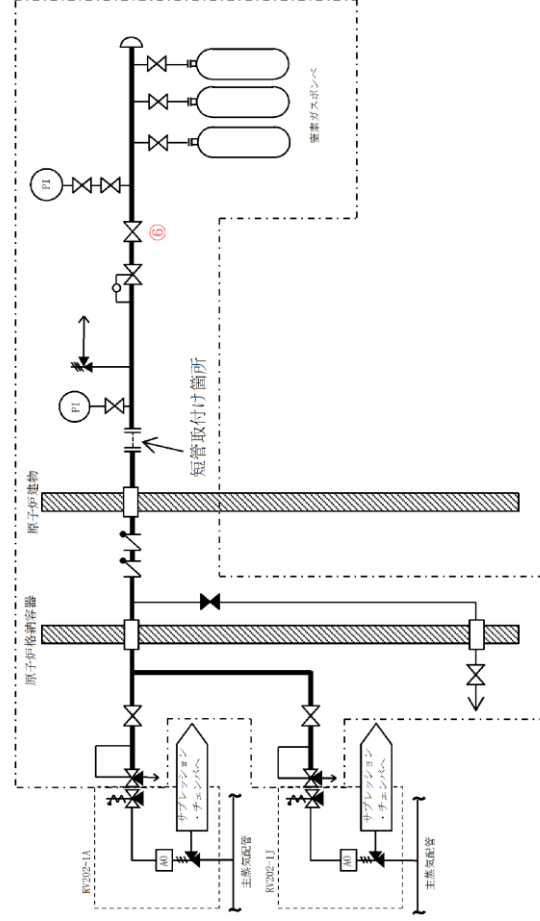 窒素ガスボンベ
PI
⑥
PI
短管取付け箇所
原子炉建物
原子炉格納容器
サプレッション
・チェンバへ
RV202-1A
AO
主蒸気配管
サプレッション
・チェンバへ
RV202-1J
AO
主蒸気配管